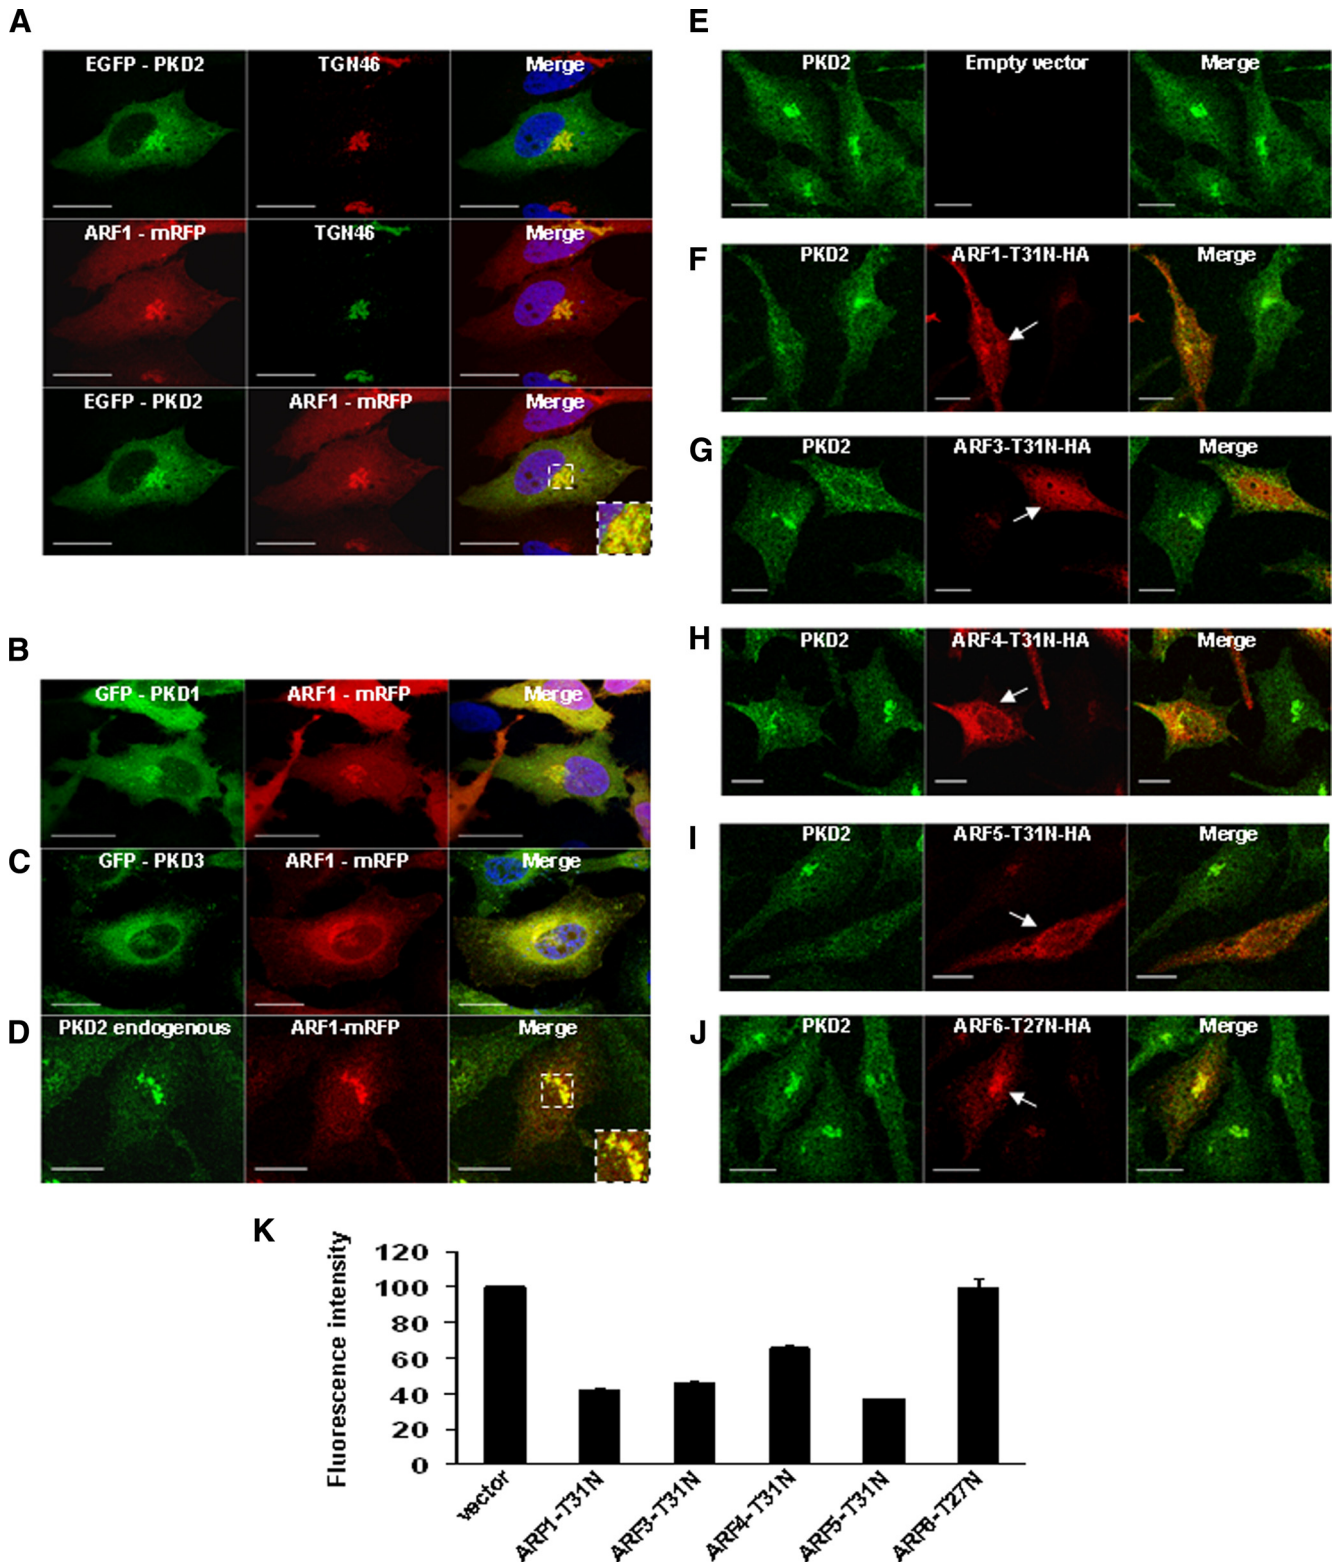 A
EGFP - PKD2 TGN46 Merge
ARF1 - mRFP TGN46 Merge
EGFP - PKD2 ARF1 - mRFP Merge
B
GFP - PKD1 ARF1 - mRFP Merge
C
GFP - PKD3 ARF1 - mRFP Merge
D
PKD2 endogenous ARF1-mRFP Merge
E
PKD2 Empty vector Merge
F
PKD2 ARF1-T31N-HA Merge
G
PKD2 ARF3-T31N-HA Merge
H
PKD2 ARF4-T31N-HA Merge
I
PKD2 ARF5-T31N-HA Merge
J
PKD2 ARF6-T27N-HA Merge
K
Fluorescence intensity
120
100
80
60
40
20
0
vector
ARF1-T31N
ARF3-T31N
ARF4-T31N
ARF5-T31N
ARF6-T27N